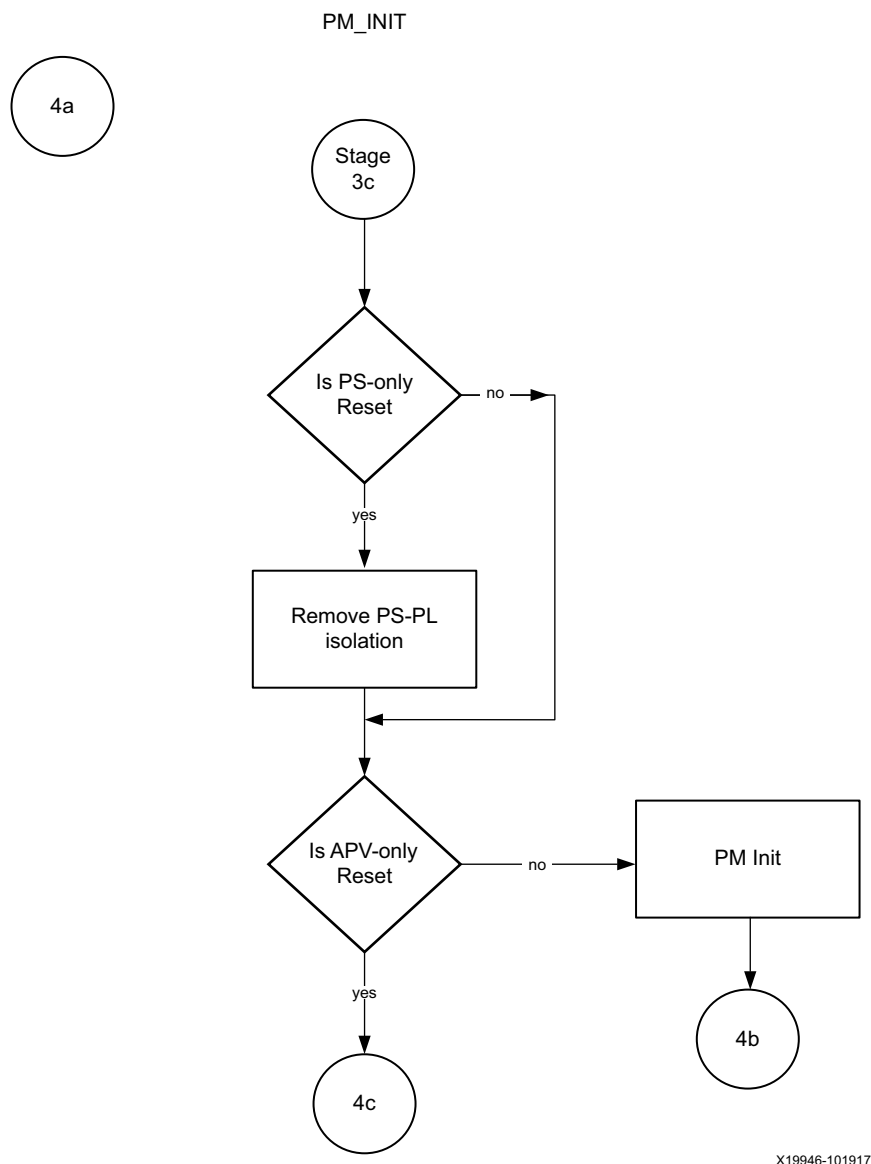 PM_INIT
4a
Stage
3c
Is PS-only
Reset
no
yes
Remove PS-PL
isolation
Is APV-only
Reset
no
PM Init
yes
4b
4c
X19946-101917